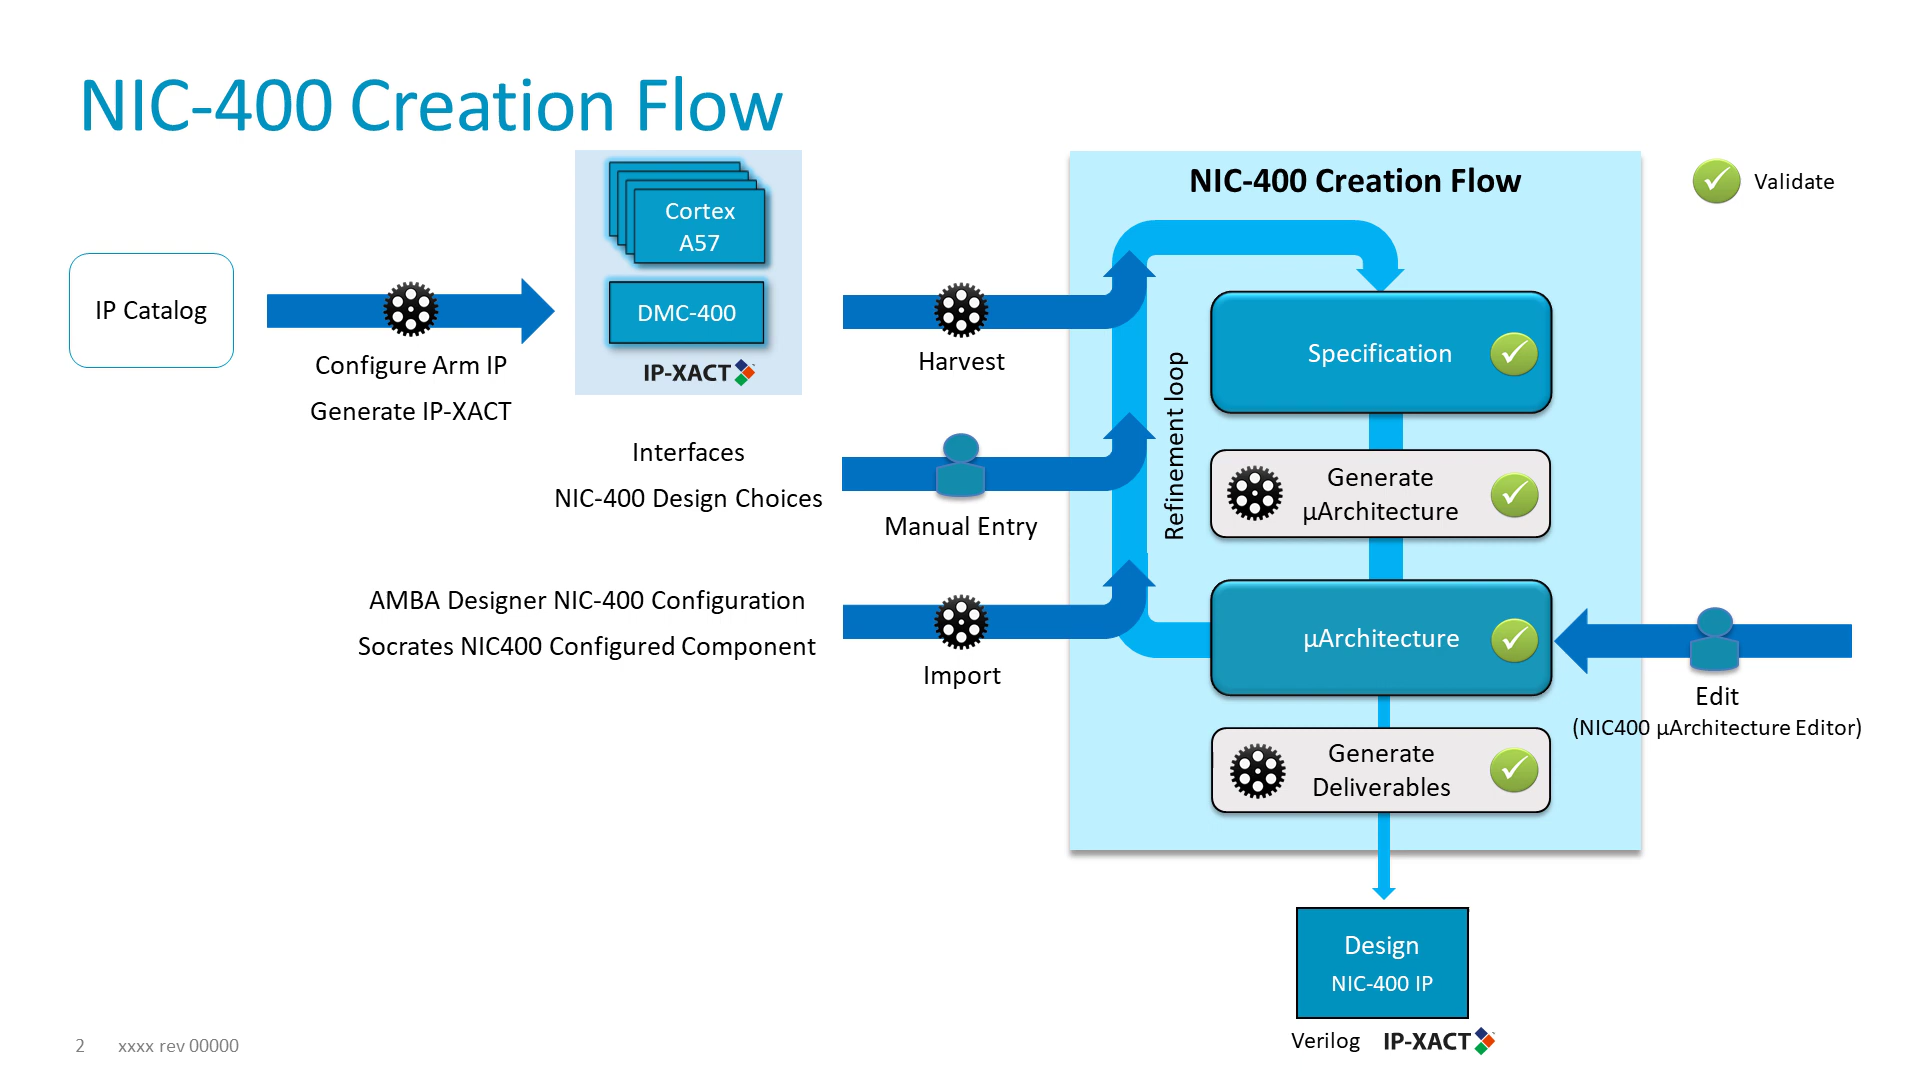 NIC-400 Creation Flow
IP Catalog
Configure Arm IP
Generate IP-XACT
Cortex
A57
DMC-400
IP-XACT
Interfaces
NIC-400 Design Choices
AMBA Designer NIC-400 Configuration
Socrates NIC400 Configured Component
Harvest
Manual Entry
Import
NIC-400 Creation Flow
Refinement loop
Specification
Generate
µArchitecture
µArchitecture
Generate
Deliverables
Validate
Edit
(NIC400 µArchitecture Editor)
Design
NIC-400 IP
Verilog IP-XACT
2 xxxx rev 00000